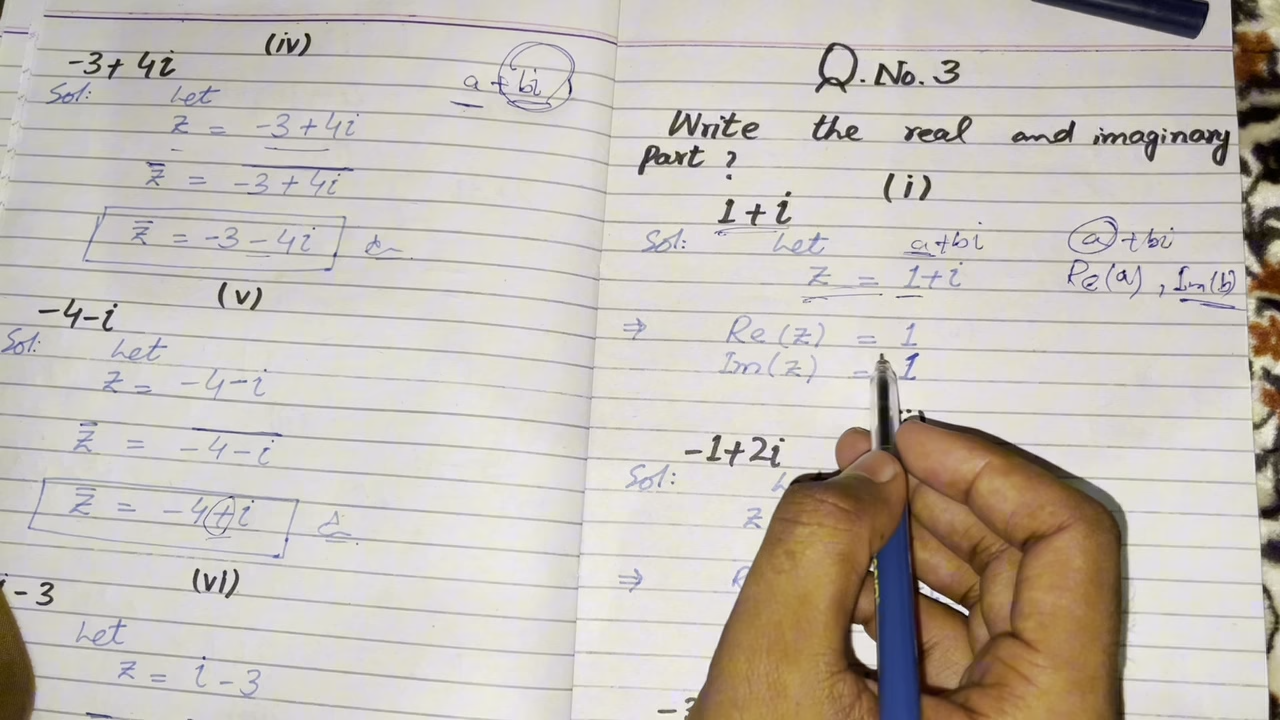 (iv)
-3+4i
a+bi
Sol: Let
z = -3+4i
z̅ = -3+4i
z̅ = -3-4i
(v)
-4-i
Sol: Let
z = -4-i
z̅ = -4-i
z̅ = -4+i
(vi)
-3
Let
z = i-3
Q.No.3
Write the real and imaginary
Part?
(i)
1+i
Sol: Let a+bi a+bi
z = 1+i Re(a), Im(b)
⇒ Re(z) = 1
Im(z) = 1
-1+2i
Sol:
z
⇒